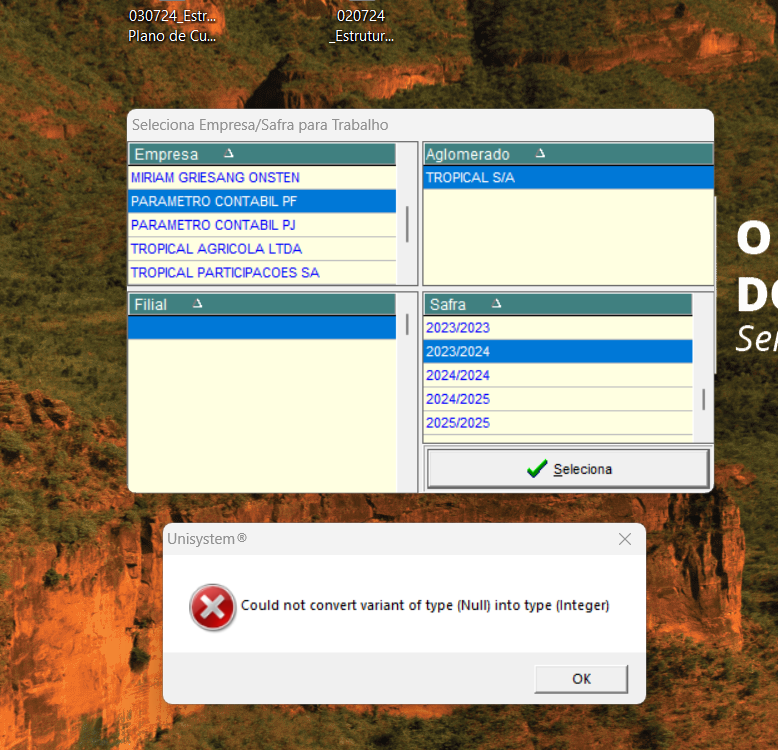 030724_Estr...
Plano de Cu...
020724
_Estrutur...
Seleciona Empresa/Safra para Trabalho
Empresa
MIRIAM GRIESANG ONSTEN
PARAMETRO CONTABIL PF
PARAMETRO CONTABIL PJ
TROPICAL AGRICOLA LTDA
TROPICAL PARTICIPACOES SA
Aglomerado
TROPICAL S/A
Filial
Safra
2023/2023
2023/2024
2024/2024
2024/2025
2025/2025
Seleciona
O
Unisystem®
Could not convert variant of type (Null) into type (Integer)
OK